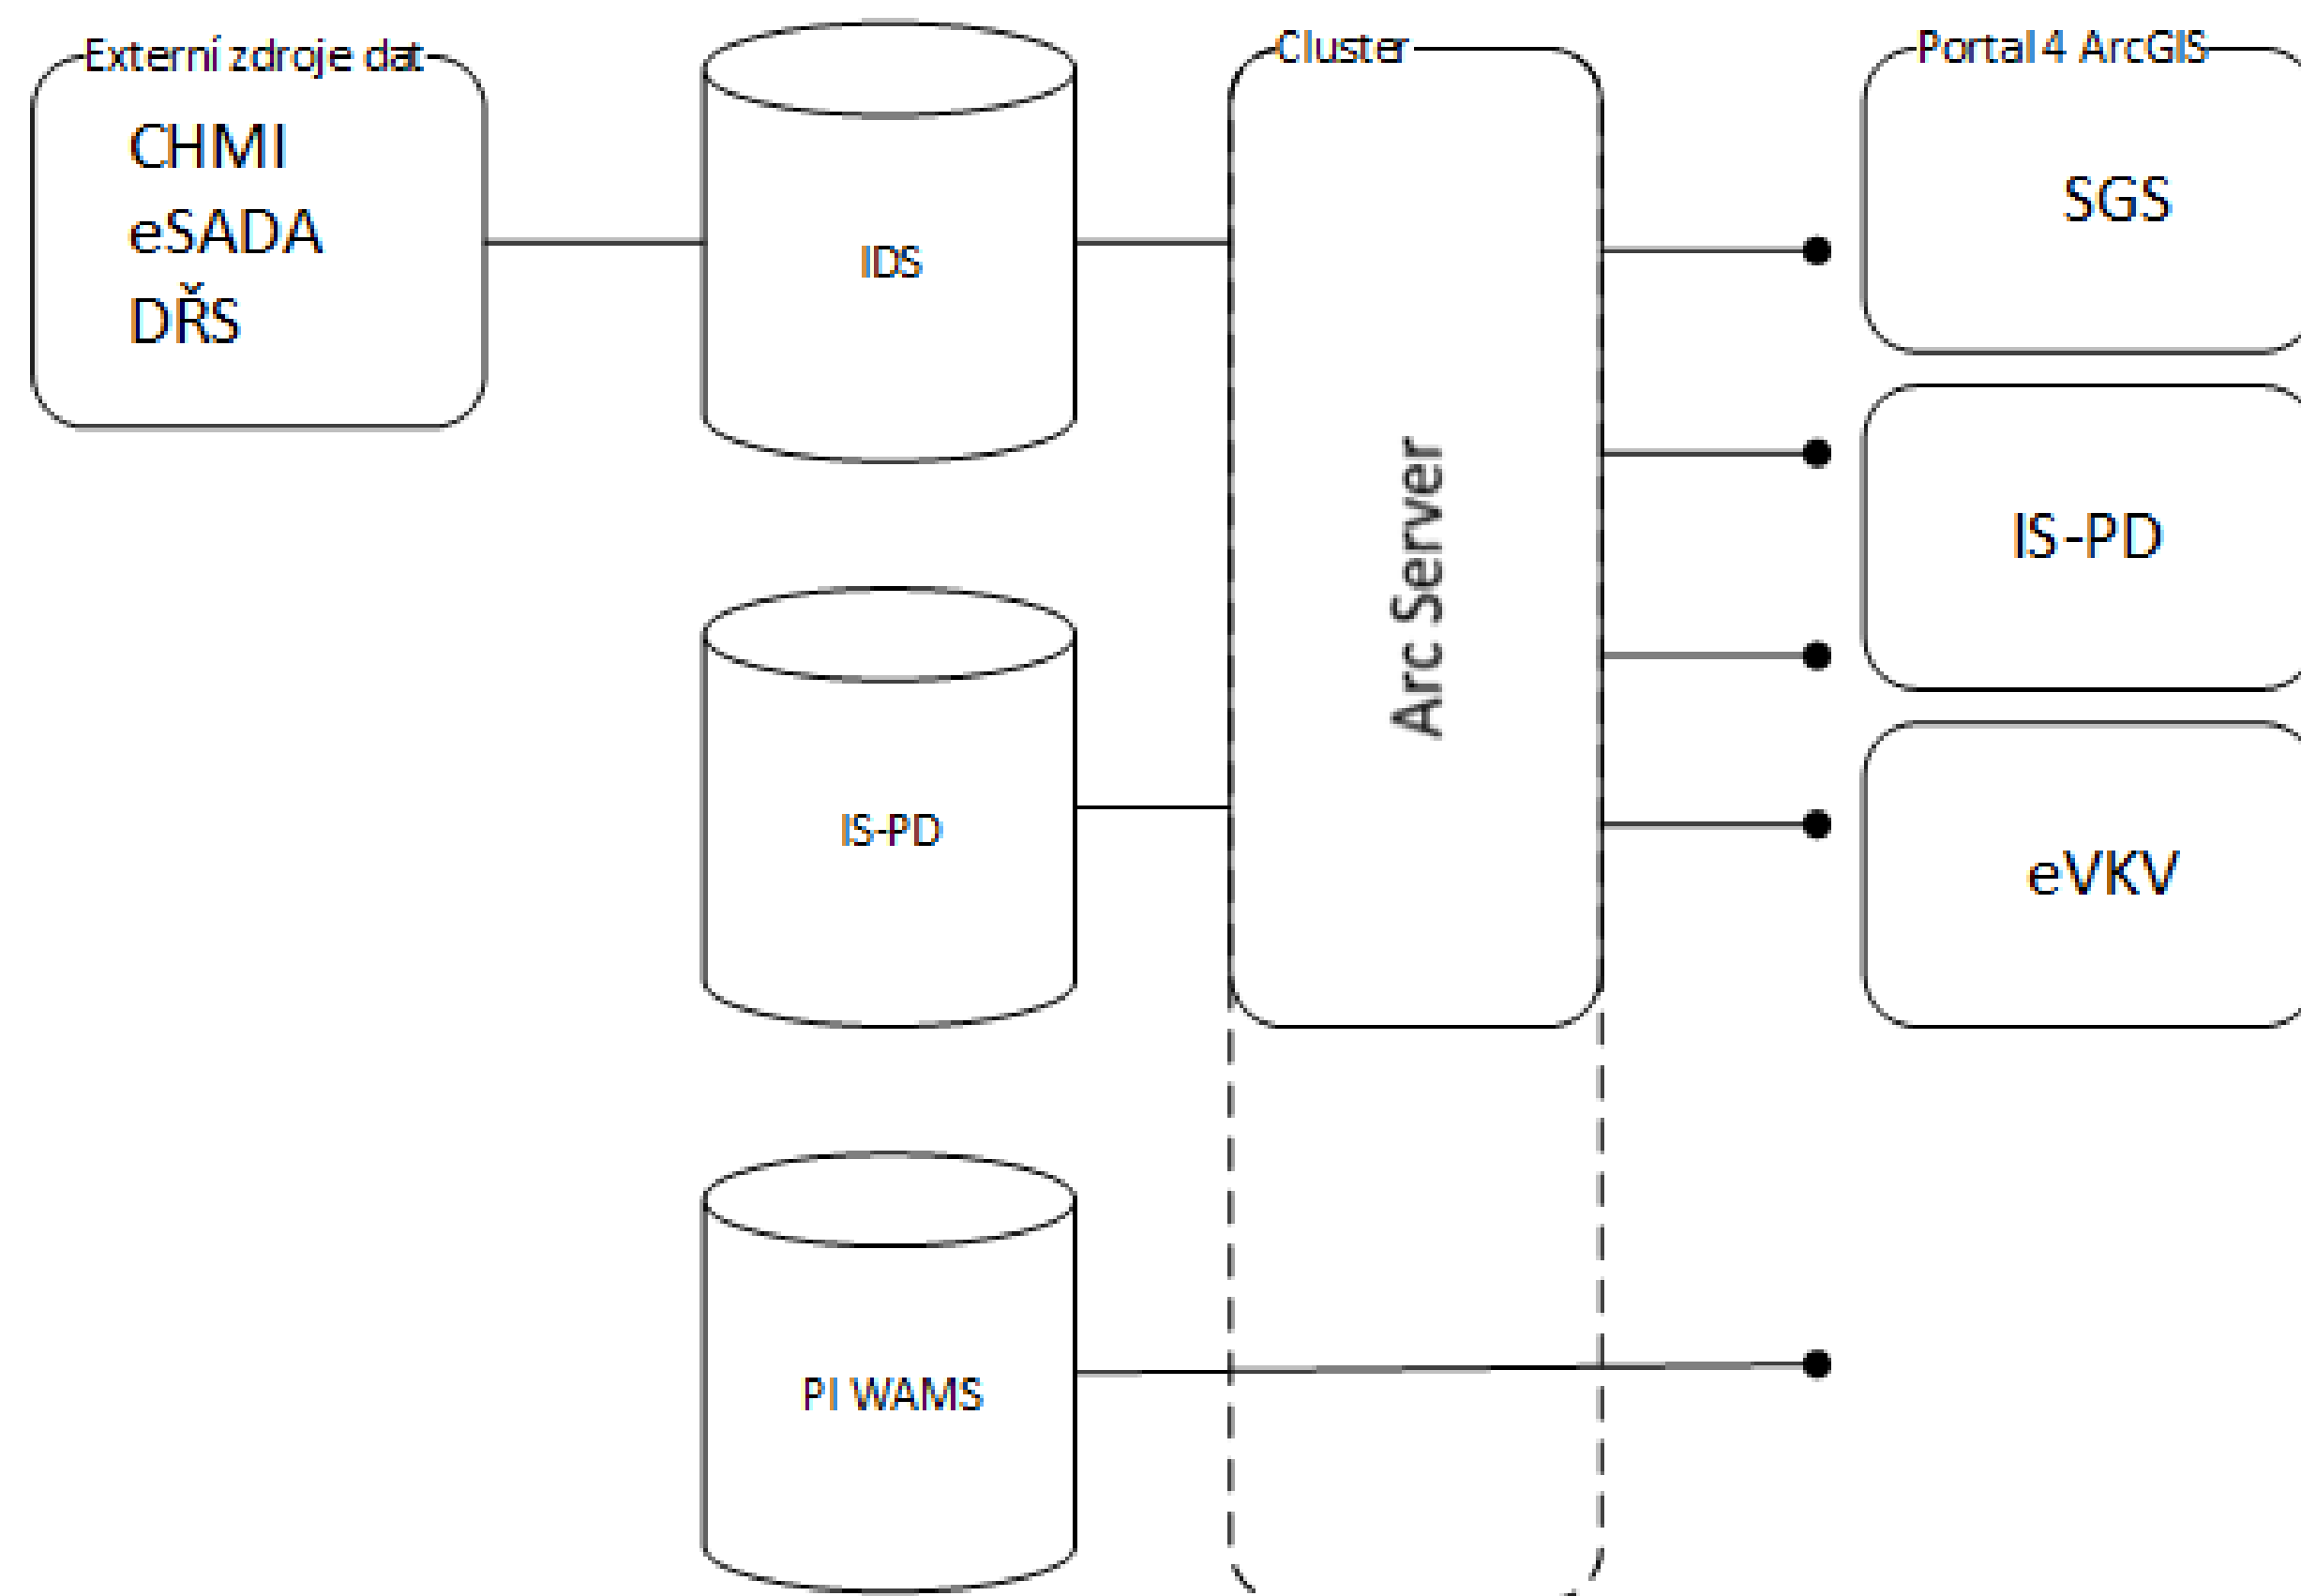 Externí zdroje dat
CHMI
eSADA
DŘS
IDS
IS-PD
PI WAMS
Cluster
Arc Server
Portal 4 ArcGIS
SGS
IS-PD
eVKV